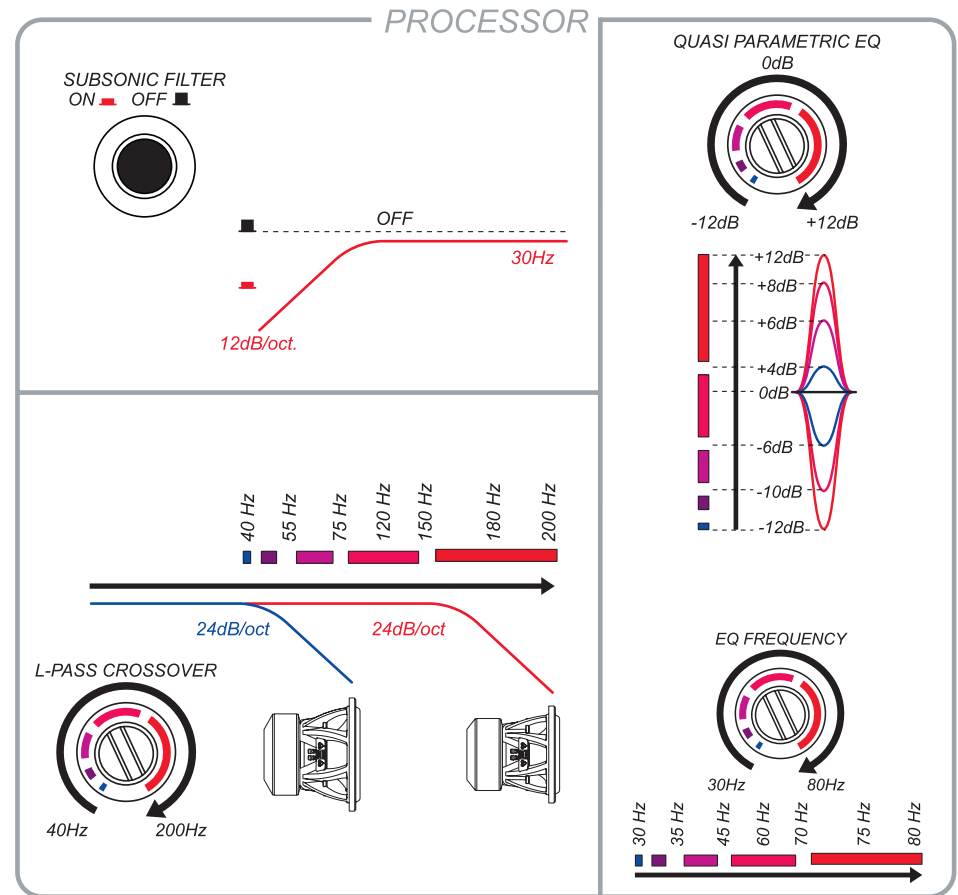 PROCESSOR
SUBSONIC FILTER
ON OFF
OFF
30Hz
12dB/oct.
40 Hz 55 Hz 75 Hz 120 Hz 150 Hz 180 Hz 200 Hz
24dB/oct 24dB/oct
L-PASS CROSSOVER
40Hz 200Hz
QUASI PARAMETRIC EQ
0dB
-12dB +12dB
+12dB
+8dB
+6dB
+4dB
0dB
-6dB
-10dB
-12dB
EQ FREQUENCY
30Hz 80Hz
30 Hz 35 Hz 45 Hz 60 Hz 70 Hz 75 Hz 80 Hz